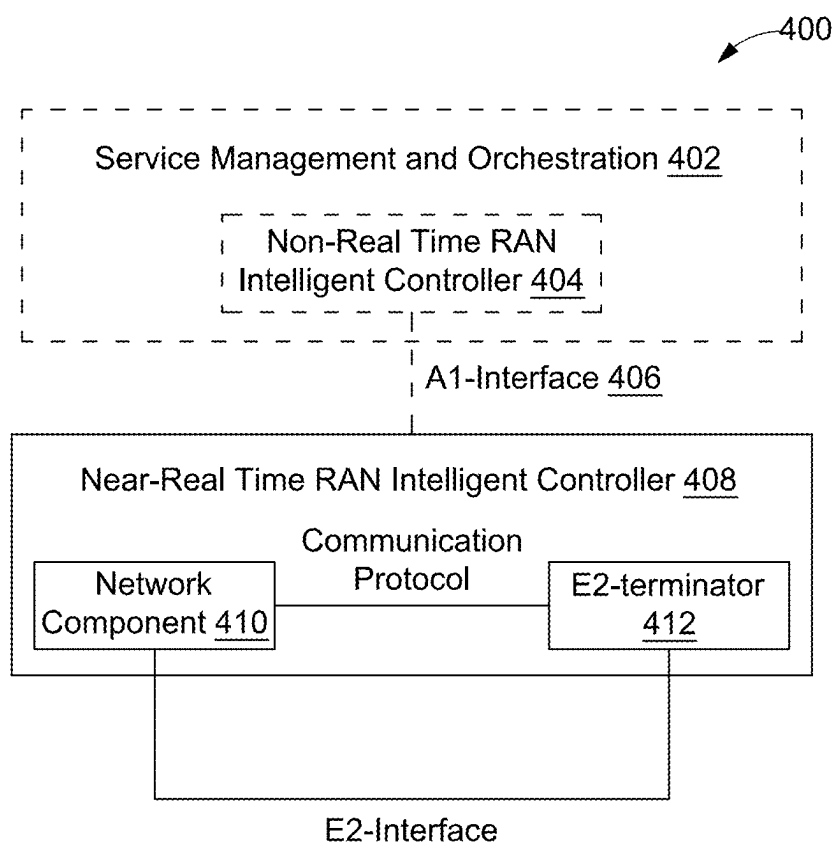 400
Service Management and Orchestration 402
Non-Real Time RAN
Intelligent Controller 404
A1-Interface 406
Near-Real Time RAN Intelligent Controller 408
Communication
Protocol
Network
Component 410
E2-terminator
412
E2-Interface